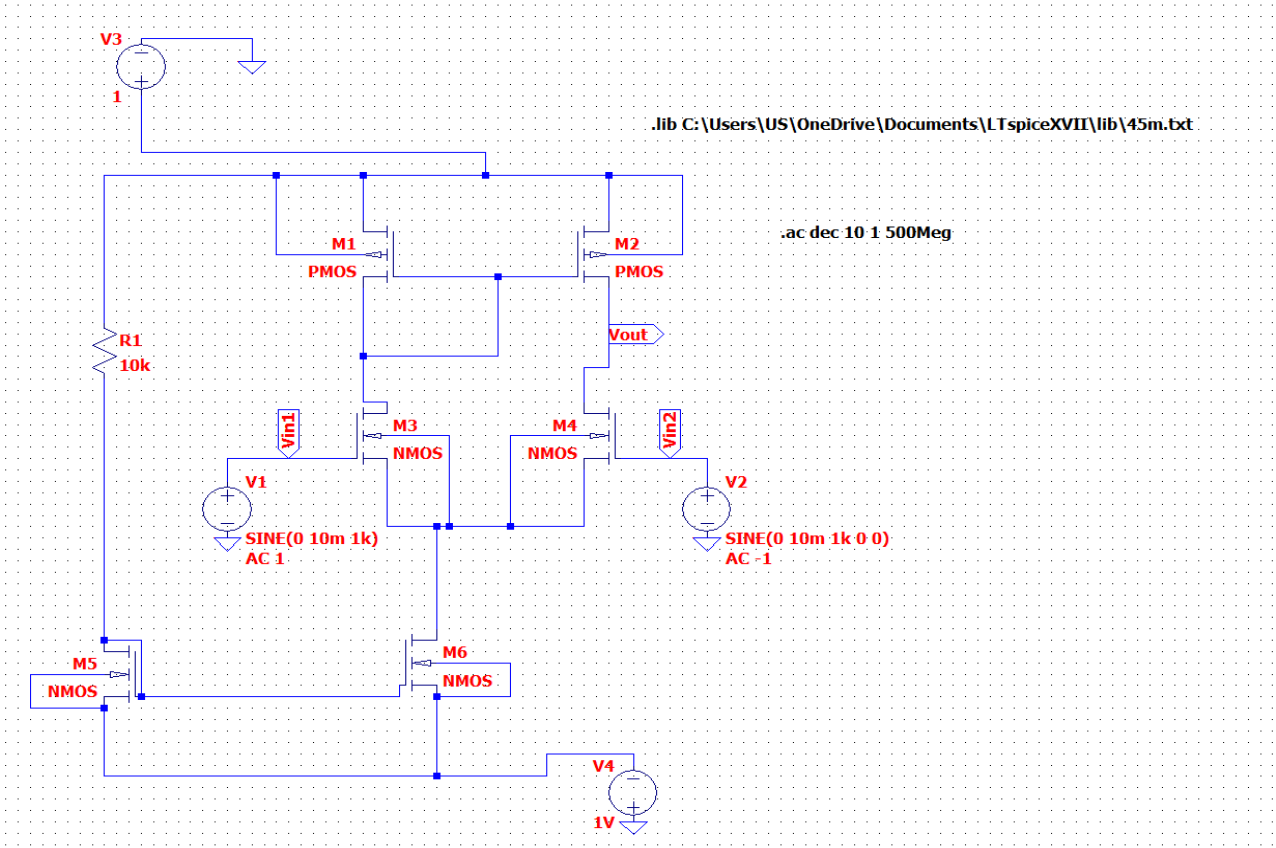 V3
1
.lib C:\Users\US\OneDrive\Documents\LTspiceXVII\lib\45m.txt
.ac dec 10 1 500Meg
M1
PMOS
M2
PMOS
Vout
R1
10k
Vin1
M3
NMOS
M4
NMOS
Vin2
V1
SINE(0 10m 1k)
AC 1
V2
SINE(0 10m 1k 0 0)
AC -1
M5
NMOS
M6
NMOS
V4
1V